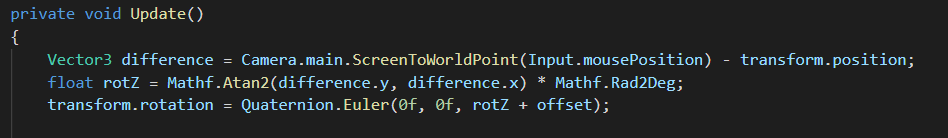 private void Update()
{
Vector3 difference = Camera.main.ScreenToWorldPoint(Input.mousePosition) - transform.position;
float rotZ = Mathf.Atan2(difference.y, difference.x) * Mathf.Rad2Deg;
transform.rotation = Quaternion.Euler(0f, 0f, rotZ + offset);